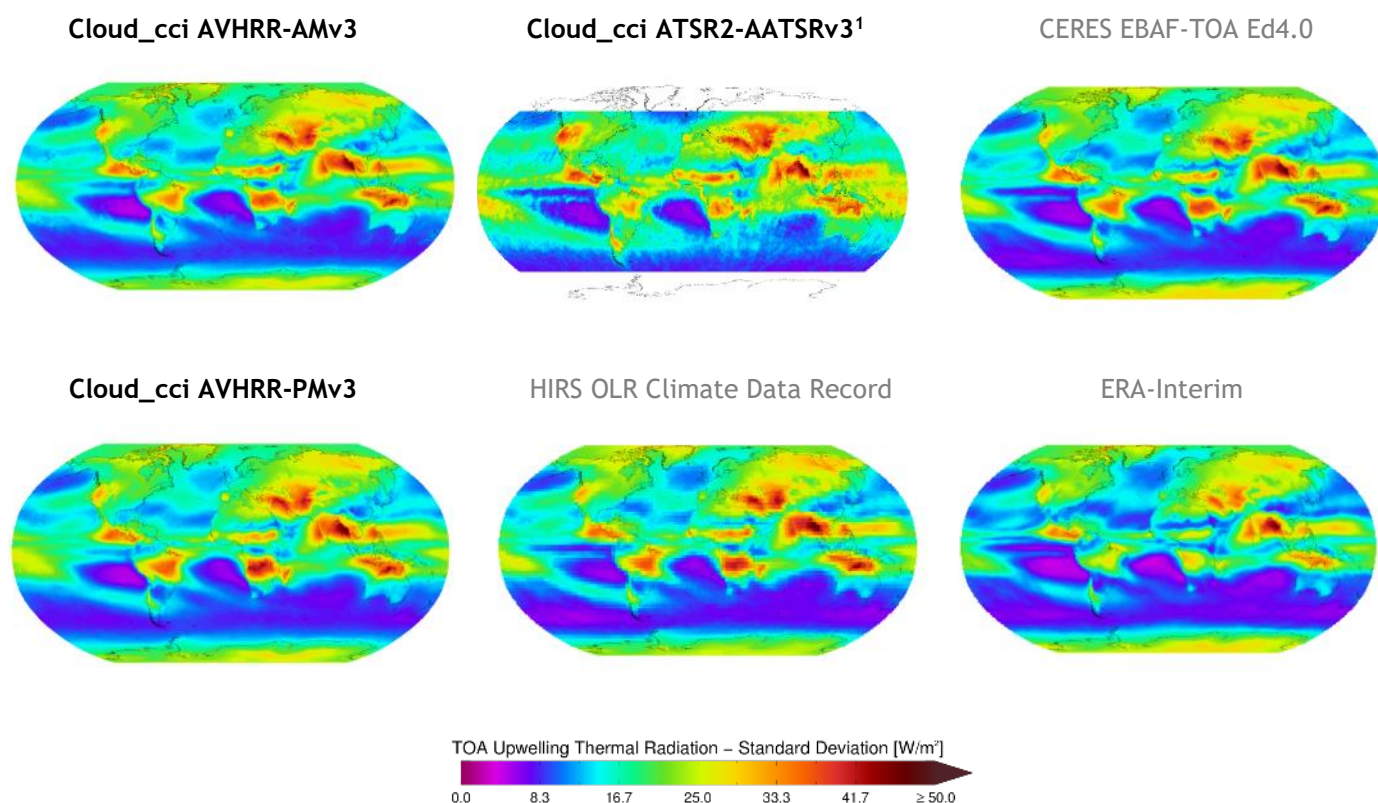 Cloud_cci AVHRR-AMv3
Cloud_cci ATSR2-AATSRv3¹
CERES EBAF-TOA Ed4.0
Cloud_cci AVHRR-PMv3
HIRS OLR Climate Data Record
ERA-Interim
TOA Upwelling Thermal Radiation – Standard Deviation [W/m²]
0.0 8.3 16.7 25.0 33.3 41.7 ≥ 50.0